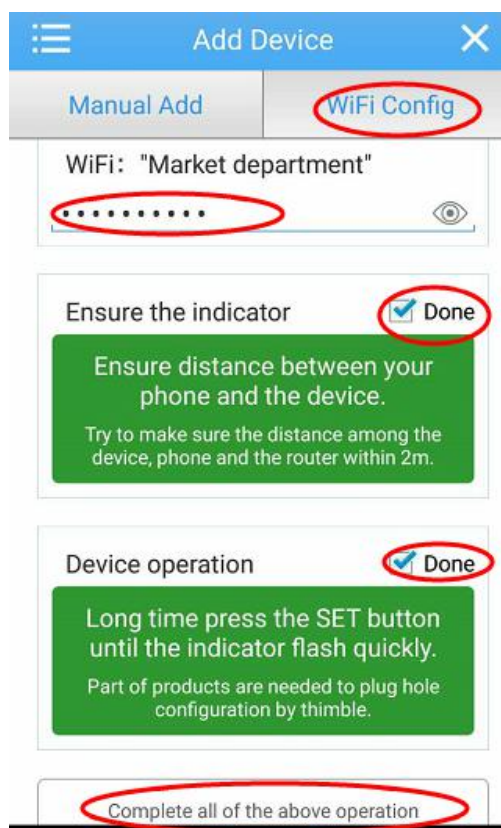 Add Device
Manual Add
WiFi Config
WiFi: "Market department"
Ensure the indicator
Done
Ensure distance between your
phone and the device.
Try to make sure the distance among the
device, phone and the router within 2m.
Device operation
Done
Long time press the SET button
until the indicator flash quickly.
Part of products are needed to plug hole
configuration by thimble.
Complete all of the above operation